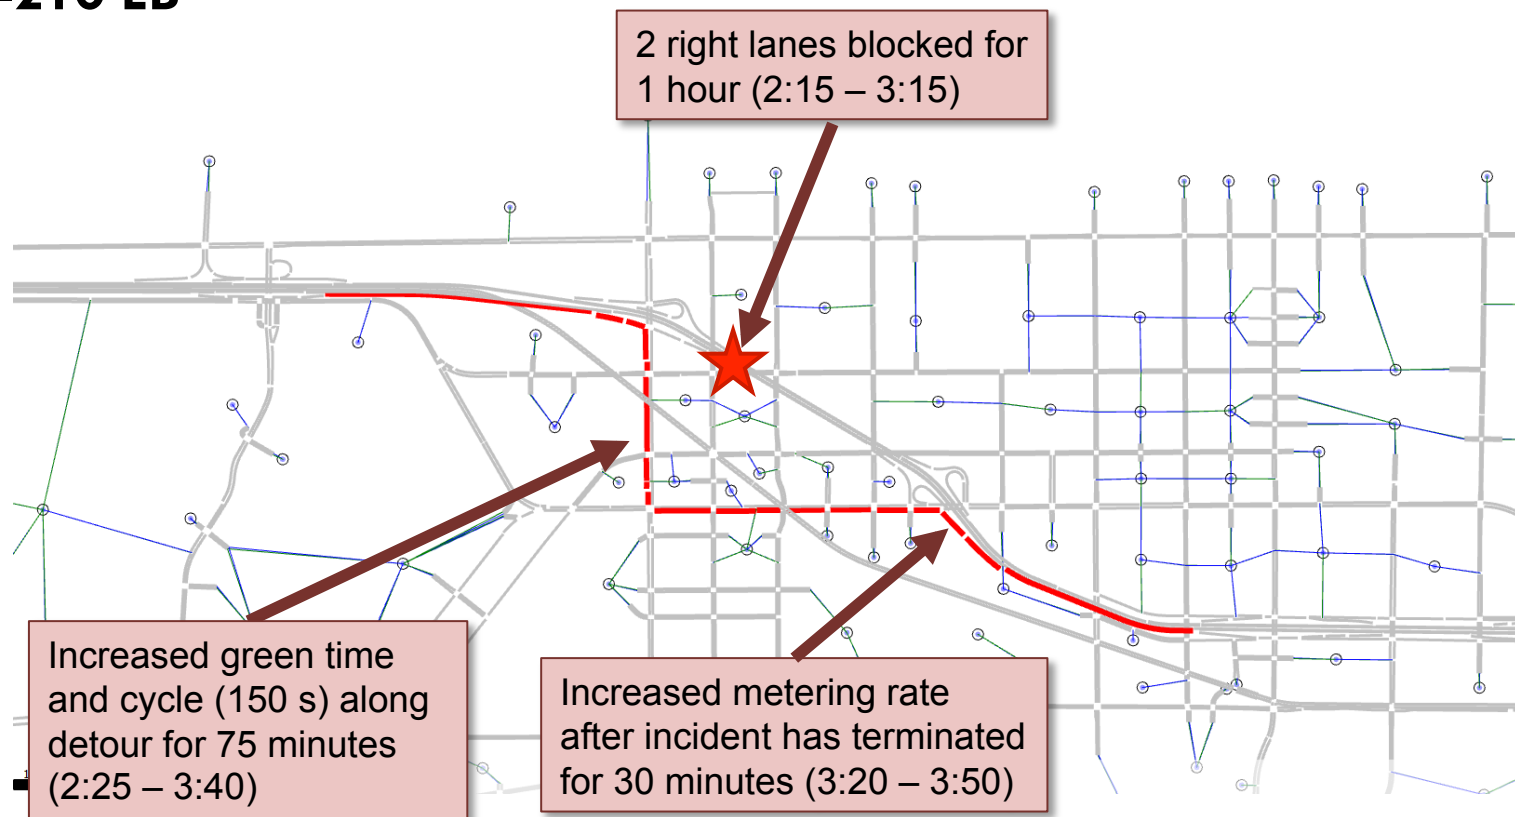 2 right lanes blocked for
1 hour (2:15 – 3:15)
Increased green time
and cycle (150 s) along
detour for 75 minutes
(2:25 – 3:40)
Increased metering rate
after incident has terminated
for 30 minutes (3:20 – 3:50)